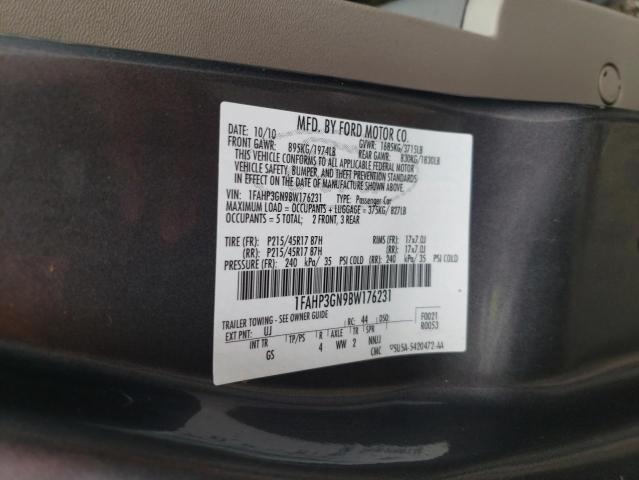 MFD. BY FORD MOTOR CO.
DATE: 10/10 GVWR: 1685KG/3715LB
FRONT GAWR: 895KG/1974LB REAR GAWR: 830KG/1830LB
THIS VEHICLE CONFORMS TO ALL APPLICABLE FEDERAL MOTOR
VEHICLE SAFETY, BUMPER, AND THEFT PREVENTION STANDARDS
IN EFFECT ON THE DATE OF MANUFACTURE SHOWN ABOVE.
VIN: 1FAHP3GN9BW176231 TYPE: Passenger Car
MAXIMUM LOAD = OCCUPANTS + LUGGAGE = 375KG/ 827LB
OCCUPANTS = 5 TOTAL; 2 FRONT, 3 REAR
TIRE (FR): P215/45R17 87H RIMS (FR): 17x7.0J
(RR): P215/45R17 87H (RR): 17x7.0J
PRESSURE (FR): 240 kPa/ 35 PSI COLD (RR): 240 kPa/ 35 PSI COLD
1FAHP3GN9BW176231
TRAILER TOWING - SEE OWNER GUIDE
EXT PNT: UJ RC: 44 DSO: F0021
R0053
INT TP/PS R AXLE TR SPR
GS 4 WW 2 NNJJ
CMC 5U5A-5420472-AA